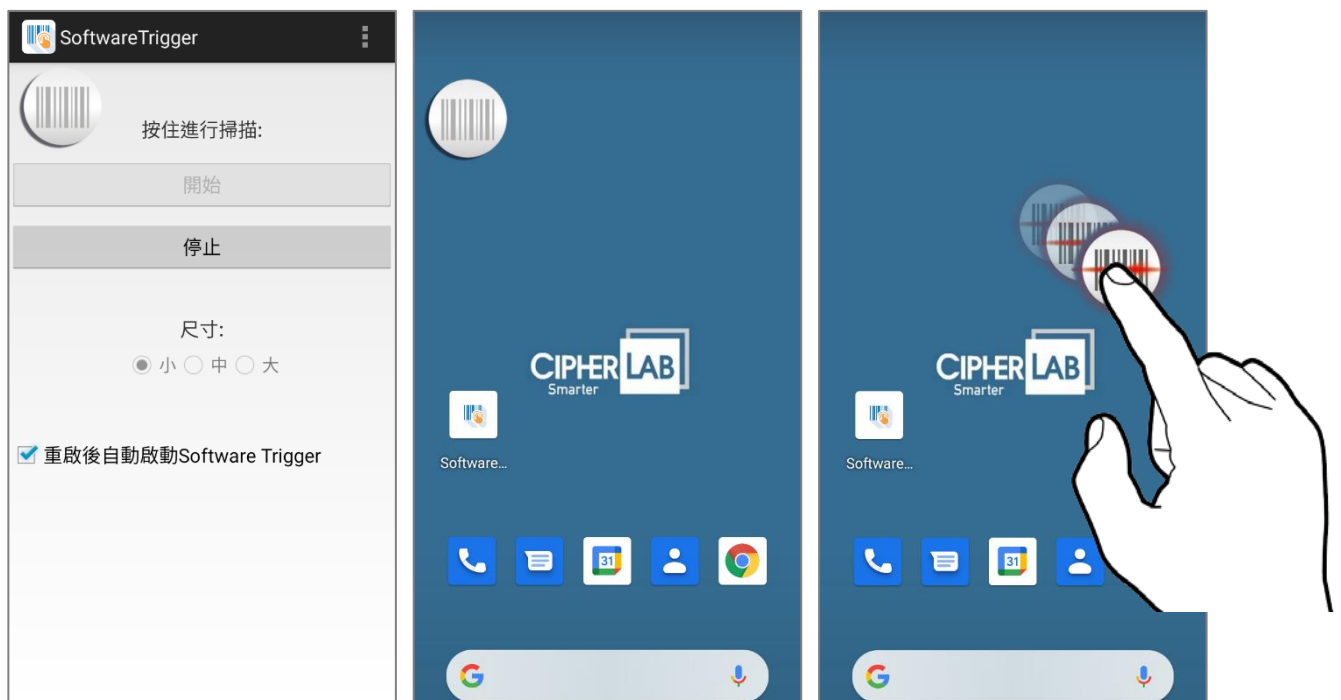 SoftwareTrigger
按住進行掃描:
開始
停止
尺寸:
小 中 大
重啟後自動啟動Software Trigger
CIPHERLAB
Smarter
Software...
31
CIPHERLAB
Smarter
Software...
31